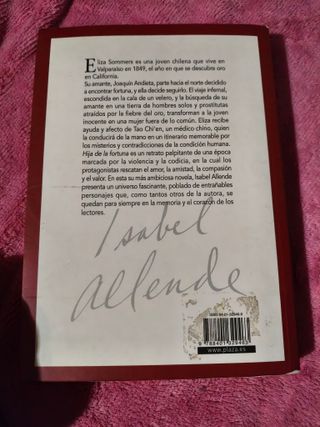 Eliza Sommers es una joven chilena que vive en
Valparaíso en 1849, el año en que se descubre oro
en California.
Su amante, Joaquín Andieta, parte hacia el norte decidido
a encontrar fortuna, y ella decide seguirlo. El viaje infernal,
escondida en la cala de un velero, y la búsqueda de su
amante en una tierra de hombres solos y prostitutas
atraídos por la fiebre del oro, transforman a la joven
inocente en una mujer fuera de lo común. Eliza recibe
ayuda y afecto de Tao Chi'en, un médico chino, quien
la conducirá de la mano en un itinerario memorable por
los misterios y contradicciones de la condición humana.
Hija de la fortuna es un retrato palpitante de una época
marcada por la violencia y la codicia, en la cual los
protagonistas rescatan el amor, la amistad, la compasión
y el valor. En esta su más ambiciosa novela, Isabel Allende
presenta un universo fascinante, poblado de entrañables
personajes que, como tantos otros de la autora, se
quedan para siempre en la memoria y el corazón de los
lectores.
Isabel
Allende
www.plaza.es